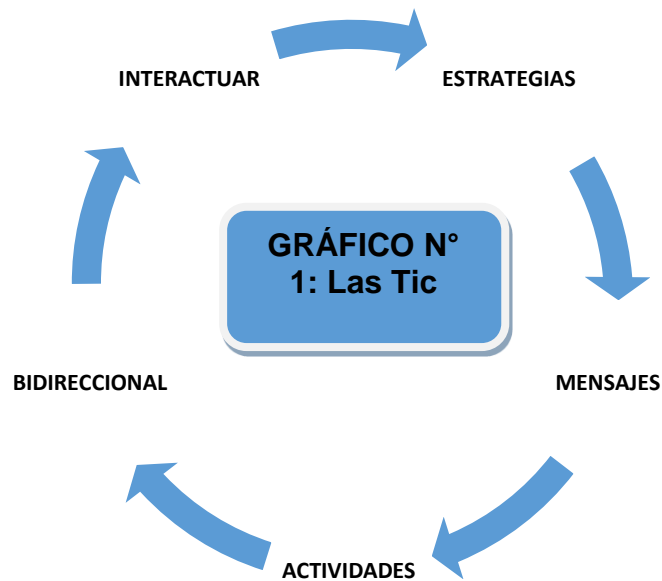 INTERACTUAR
ESTRATEGIAS
GRÁFICO N°
1: Las Tic
BIDIRECCIONAL
MENSAJES
ACTIVIDADES